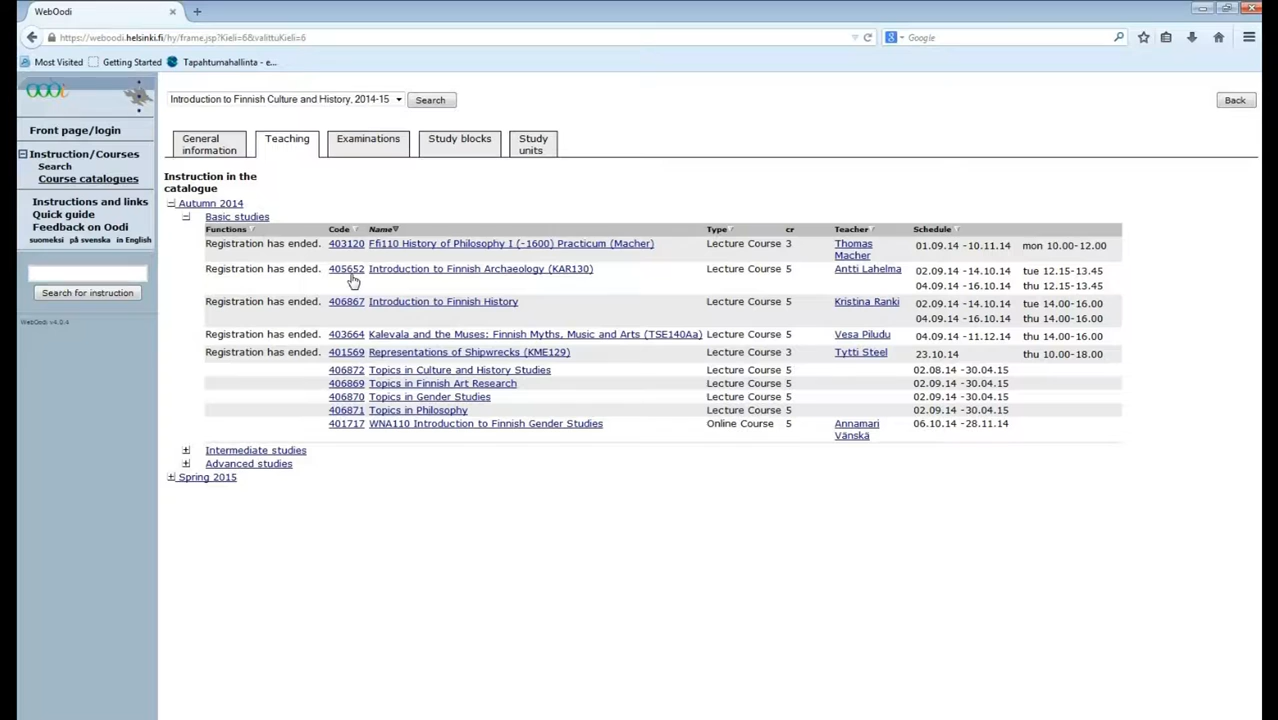 WebOodi
https://weboodi.helsinki.fi/hy/frame.jsp?Kieli=6&valittuKieli=6
Google
Most Visited Getting Started Tapahtumahallinta - e...
OODI
Introduction to Finnish Culture and History, 2014-15 Search Back
Front page/login
Instruction/Courses
Search
Course catalogues
Instructions and links
Quick guide
Feedback on Oodi
suomeksi på svenska in English
Search for instruction
WebOodi v4.0.4
General information Teaching Examinations Study blocks Study units
Instruction in the
catalogue
Autumn 2014
Basic studies
Functions Code Name Type cr Teacher Schedule
Registration has ended. 403120 Ffi110 History of Philosophy I (-1600) Practicum (Macher) Lecture Course 3 Thomas Macher 01.09.14 -10.11.14 mon 10.00-12.00
Registration has ended. 405652 Introduction to Finnish Archaeology (KAR130) Lecture Course 5 Antti Lahelma 02.09.14 -14.10.14 tue 12.15-13.45
04.09.14 -16.10.14 thu 12.15-13.45
Registration has ended. 406867 Introduction to Finnish History Lecture Course 5 Kristina Ranki 02.09.14 -14.10.14 tue 14.00-16.00
04.09.14 -16.10.14 thu 14.00-16.00
Registration has ended. 403664 Kalevala and the Muses: Finnish Myths, Music and Arts (TSE140Aa) Lecture Course 5 Vesa Piludu 04.09.14 -11.12.14 thu 14.00-16.00
Registration has ended. 401569 Representations of Shipwrecks (KME129) Lecture Course 3 Tytti Steel 23.10.14 thu 10.00-18.00
406872 Topics in Culture and History Studies Lecture Course 5 02.08.14 -30.04.15
406869 Topics in Finnish Art Research Lecture Course 5 02.09.14 -30.04.15
406870 Topics in Gender Studies Lecture Course 5 02.09.14 -30.04.15
406871 Topics in Philosophy Lecture Course 5 02.09.14 -30.04.15
401717 WNA110 Introduction to Finnish Gender Studies Online Course 5 Annamari Vänskä 06.10.14 -28.11.14
Intermediate studies
Advanced studies
Spring 2015